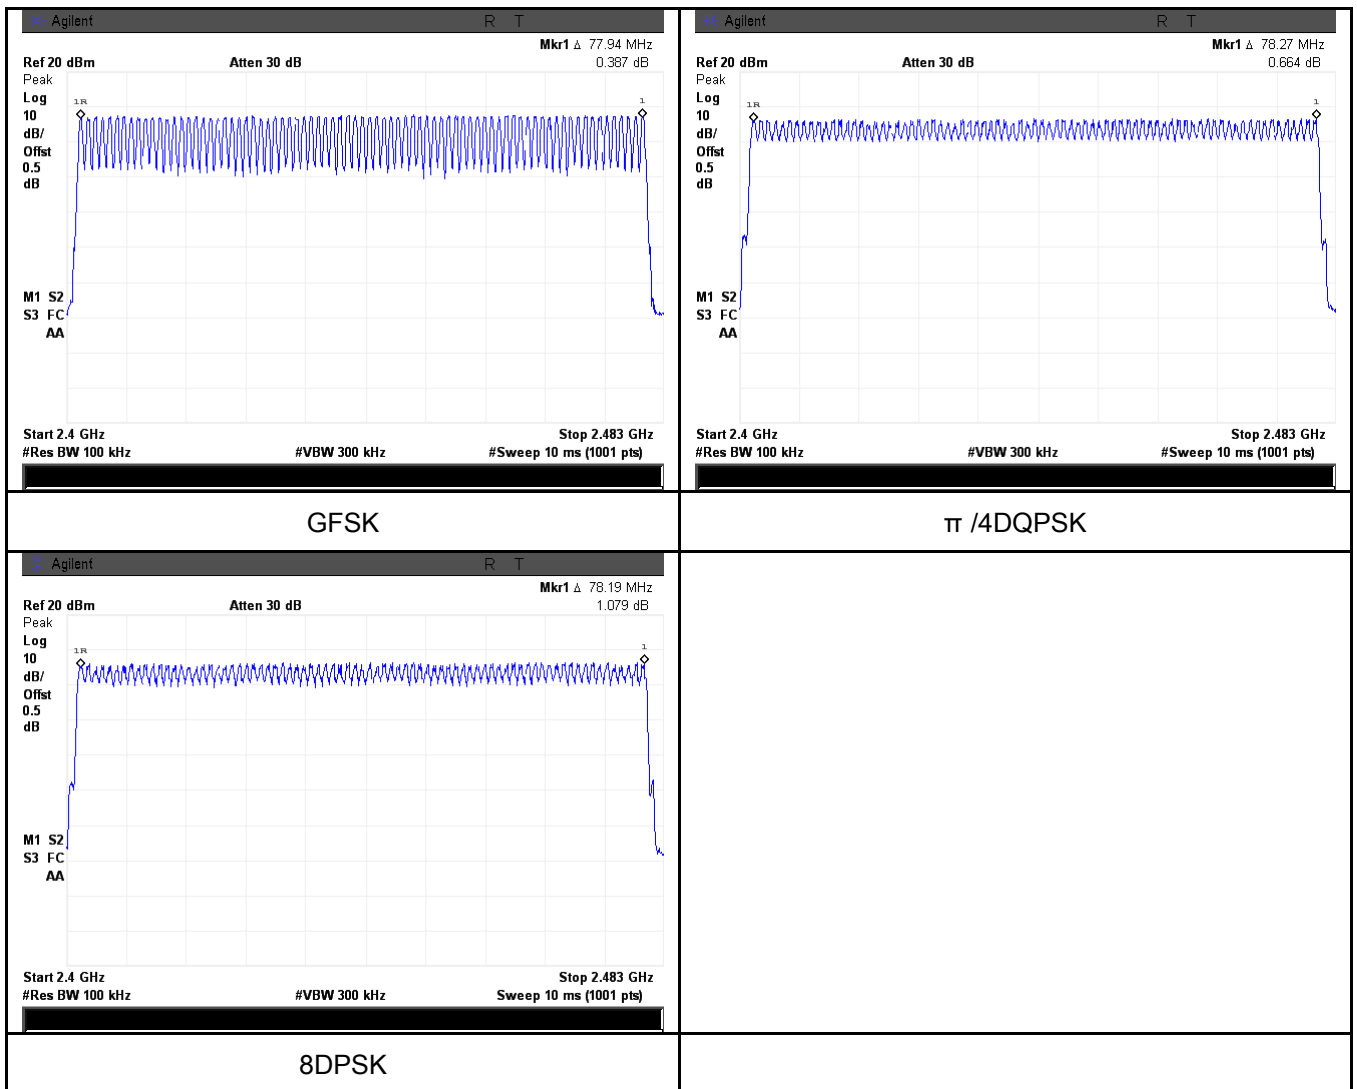 Agilent R T
Mkr1 Δ 77.94 MHz
Ref 20 dBm Atten 30 dB 0.387 dB
Peak
Log
10
dB/
Offst
0.5
dB
1R 1
M1 S2
S3 FC
AA
Start 2.4 GHz Stop 2.483 GHz
#Res BW 100 kHz #VBW 300 kHz #Sweep 10 ms (1001 pts)
GFSK
Agilent R T
Mkr1 Δ 78.27 MHz
Ref 20 dBm Atten 30 dB 0.664 dB
Peak
Log
10
dB/
Offst
0.5
dB
1R 1
M1 S2
S3 FC
AA
Start 2.4 GHz Stop 2.483 GHz
#Res BW 100 kHz #VBW 300 kHz #Sweep 10 ms (1001 pts)
π /4DQPSK
Agilent R T
Mkr1 Δ 78.19 MHz
Ref 20 dBm Atten 30 dB 1.079 dB
Peak
Log
10
dB/
Offst
0.5
dB
1R 1
M1 S2
S3 FC
AA
Start 2.4 GHz Stop 2.483 GHz
#Res BW 100 kHz #VBW 300 kHz Sweep 10 ms (1001 pts)
8DPSK